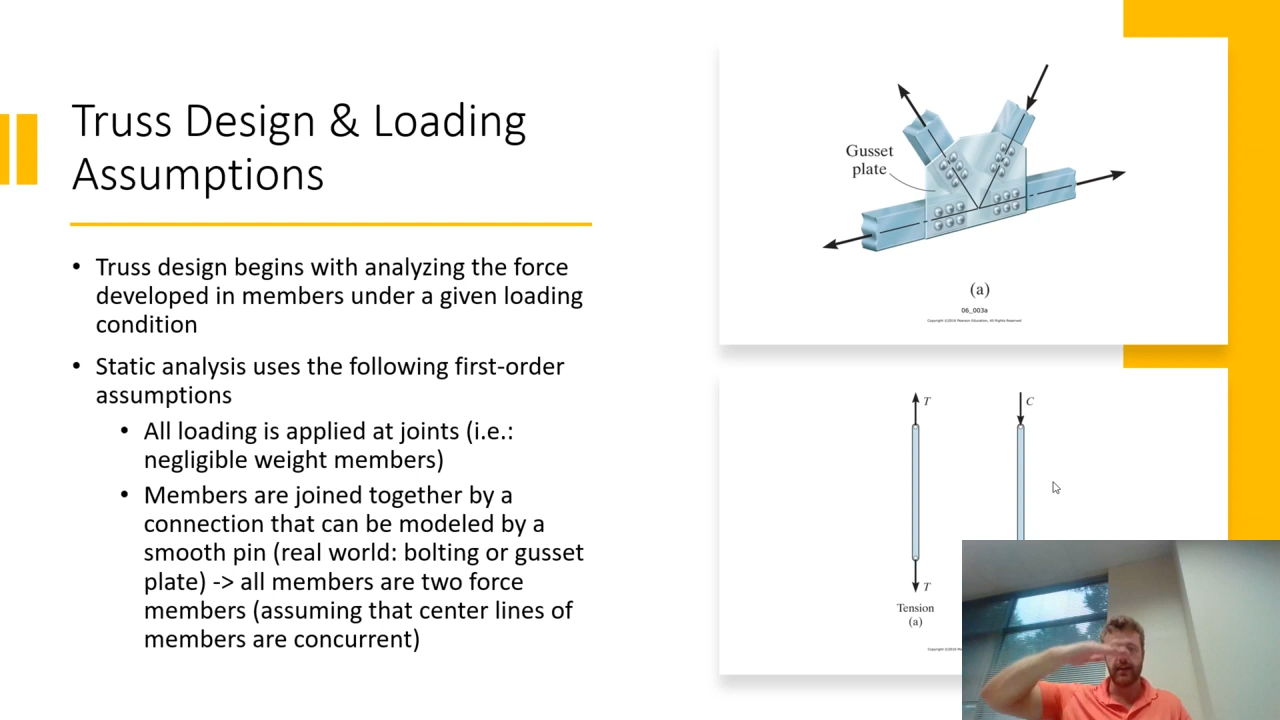 Truss Design & Loading
Assumptions
• Truss design begins with analyzing the force
developed in members under a given loading
condition
• Static analysis uses the following first-order
assumptions
• All loading is applied at joints (i.e.:
negligible weight members)
• Members are joined together by a
connection that can be modeled by a
smooth pin (real world: bolting or gusset
plate) -> all members are two force
members (assuming that center lines of
members are concurrent)
Gusset
plate
(a)
06_003a
Copyright ©2016 Pearson Education, All Rights Reserved
T
C
T
Tension
(a)